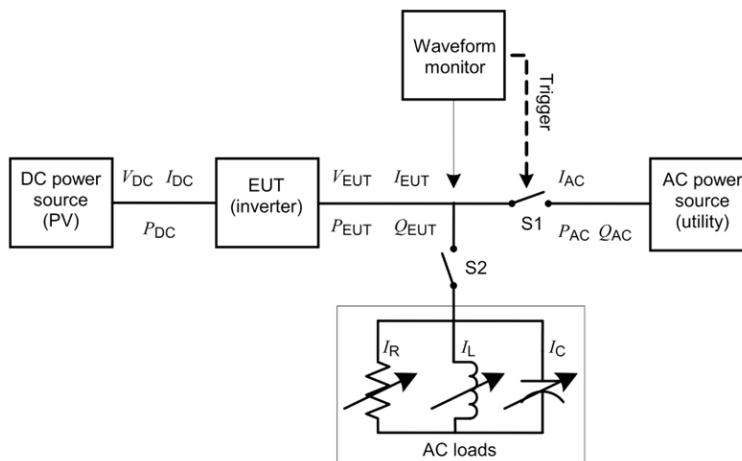 Waveform
monitor
Trigger
DC power
source
(PV)
V_DC I_DC
P_DC
EUT
(inverter)
V_EUT I_EUT
P_EUT Q_EUT
I_AC
S1
P_AC Q_AC
AC power
source
(utility)
S2
I_R I_L I_C
AC loads